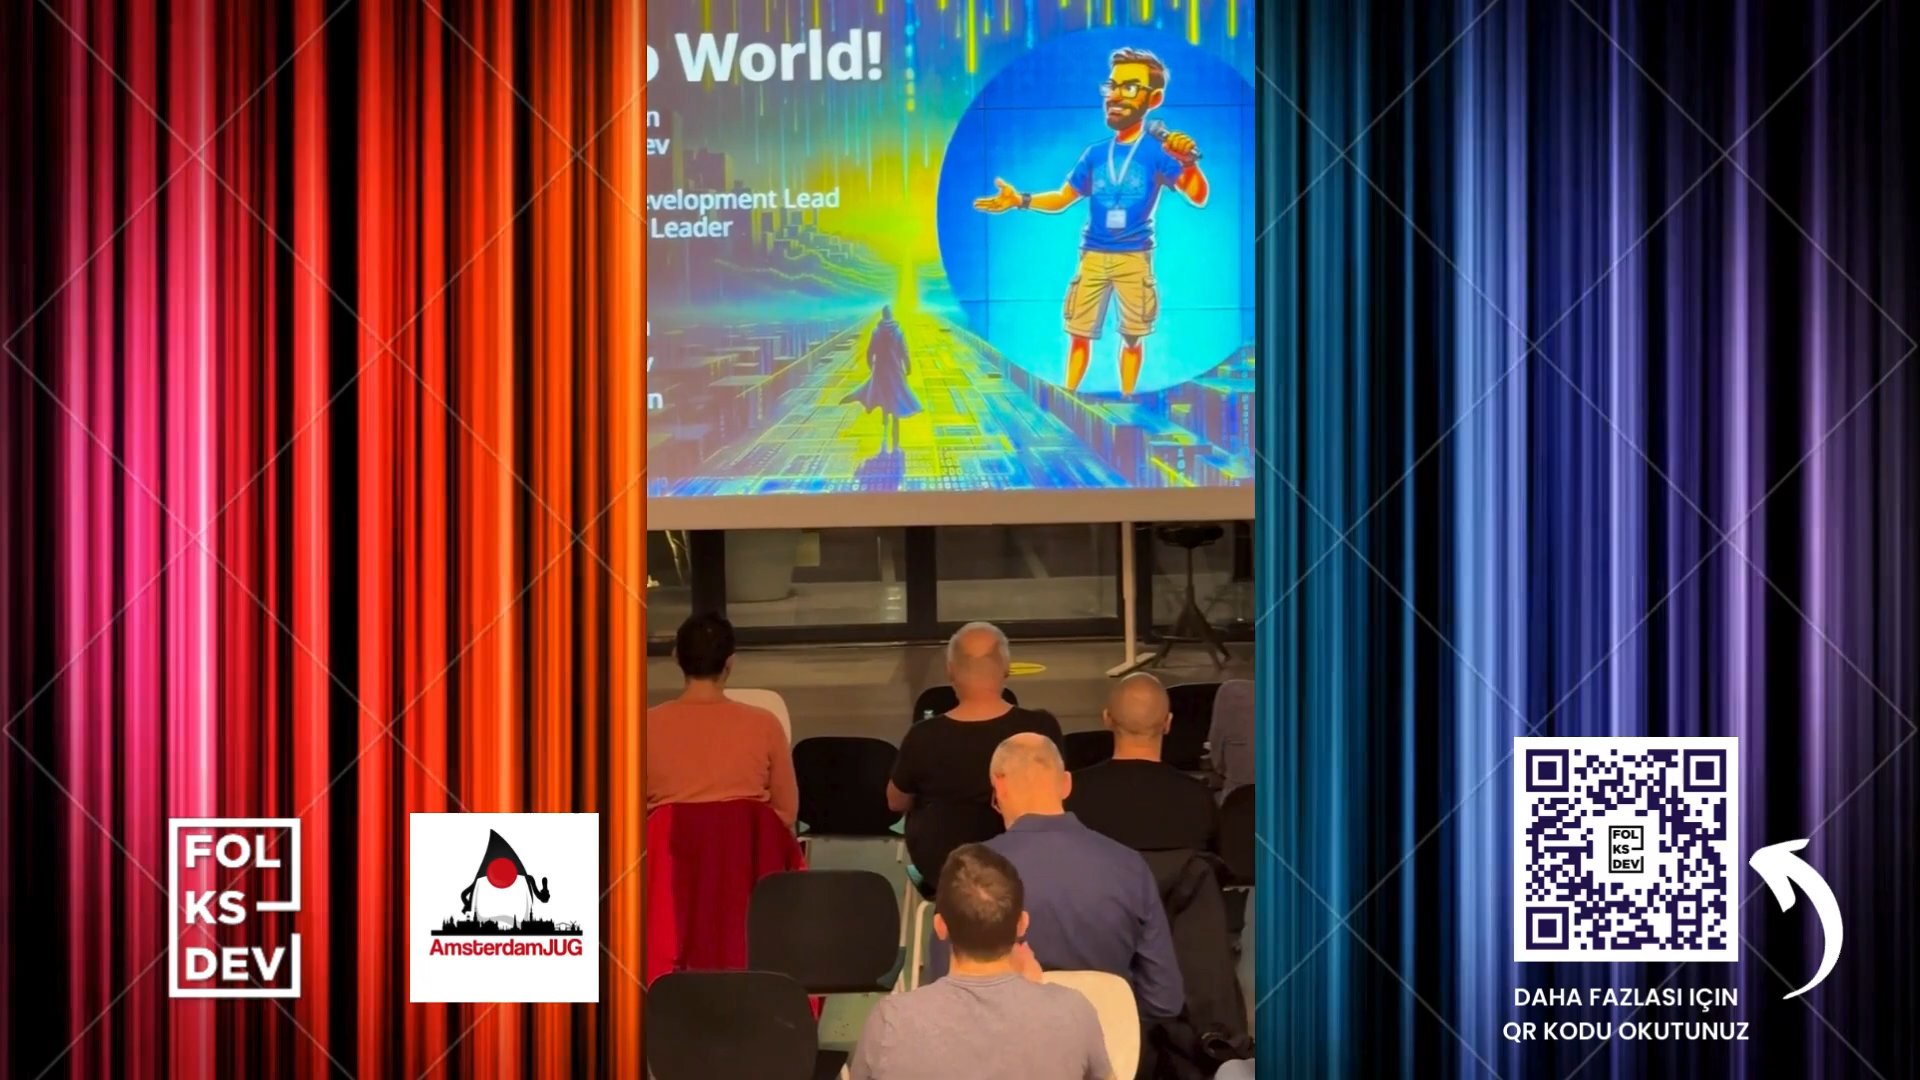 World!
evelopment Lead
Leader
FOL
KS
DEV
AmsterdamJUG
FOL
KS
DEV
DAHA FAZLASI IÇIN
QR KODU OKUTUNUZ